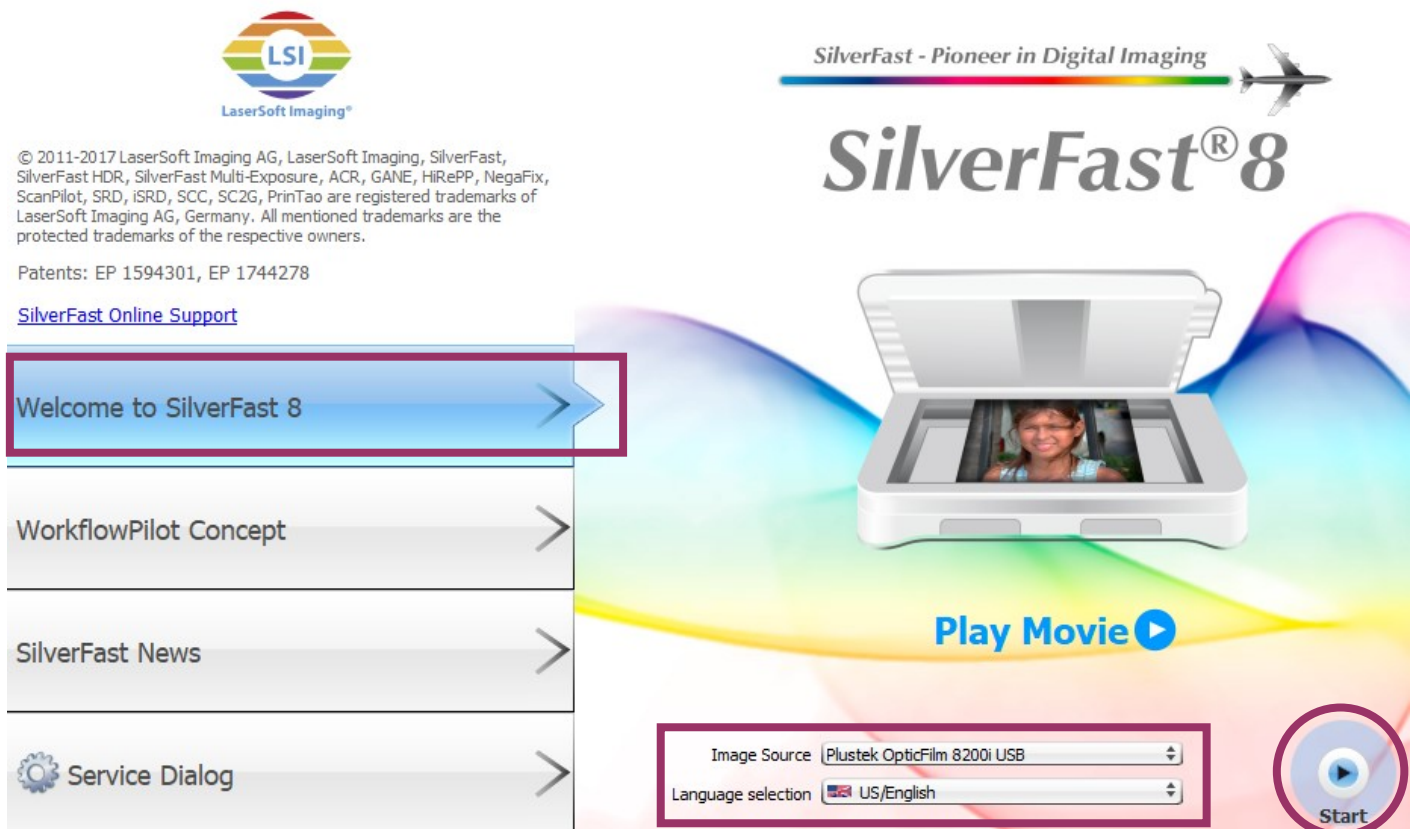 LSI
LaserSoft Imaging®
© 2011-2017 LaserSoft Imaging AG, LaserSoft Imaging, SilverFast,
SilverFast HDR, SilverFast Multi-Exposure, ACR, GANE, HiRePP, NegaFix,
ScanPilot, SRD, iSRD, SCC, SC2G, PrinTao are registered trademarks of
LaserSoft Imaging AG, Germany. All mentioned trademarks are the
protected trademarks of the respective owners.
Patents: EP 1594301, EP 1744278
SilverFast Online Support
Welcome to SilverFast 8
WorkflowPilot Concept
SilverFast News
Service Dialog
SilverFast - Pioneer in Digital Imaging
SilverFast®8
Play Movie
Image Source Plustek OpticFilm 8200i USB
Language selection US/English
Start